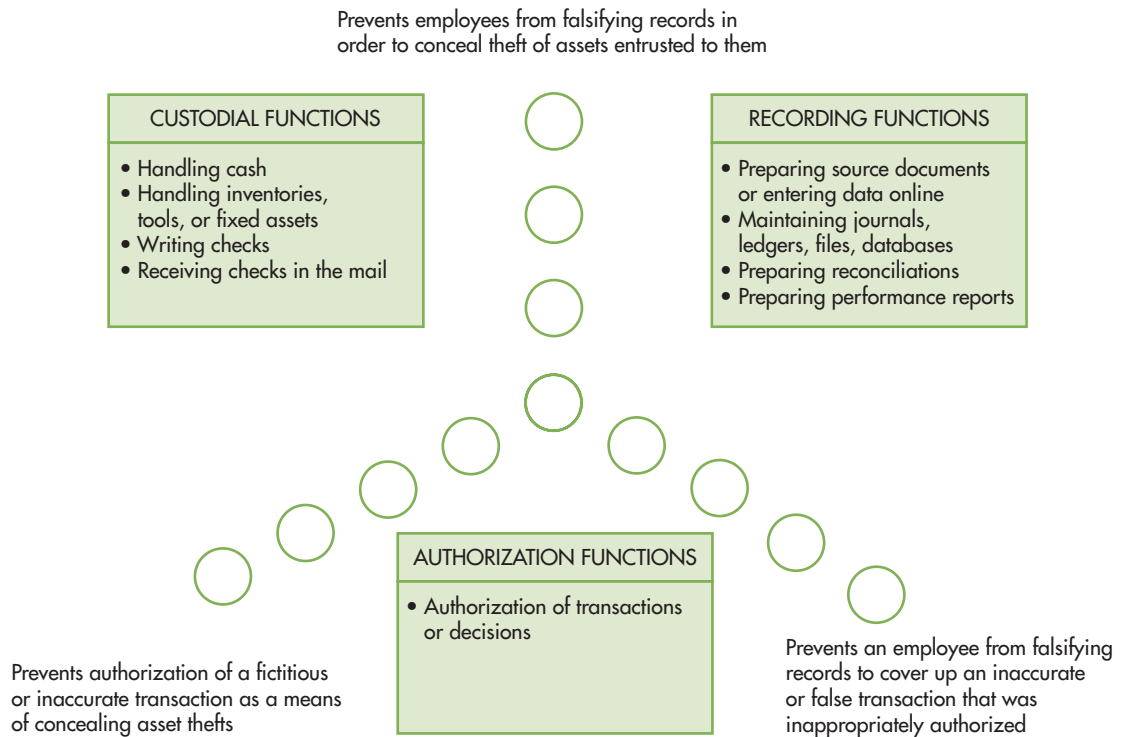 Prevents employees from falsifying records in
order to conceal theft of assets entrusted to them
CUSTODIAL FUNCTIONS
• Handling cash
• Handling inventories,
tools, or fixed assets
• Writing checks
• Receiving checks in the mail
RECORDING FUNCTIONS
• Preparing source documents
or entering data online
• Maintaining journals,
ledgers, files, databases
• Preparing reconciliations
• Preparing performance reports
AUTHORIZATION FUNCTIONS
• Authorization of transactions
or decisions
Prevents authorization of a fictitious
or inaccurate transaction as a means
of concealing asset thefts
Prevents an employee from falsifying
records to cover up an inaccurate
or false transaction that was
inappropriately authorized